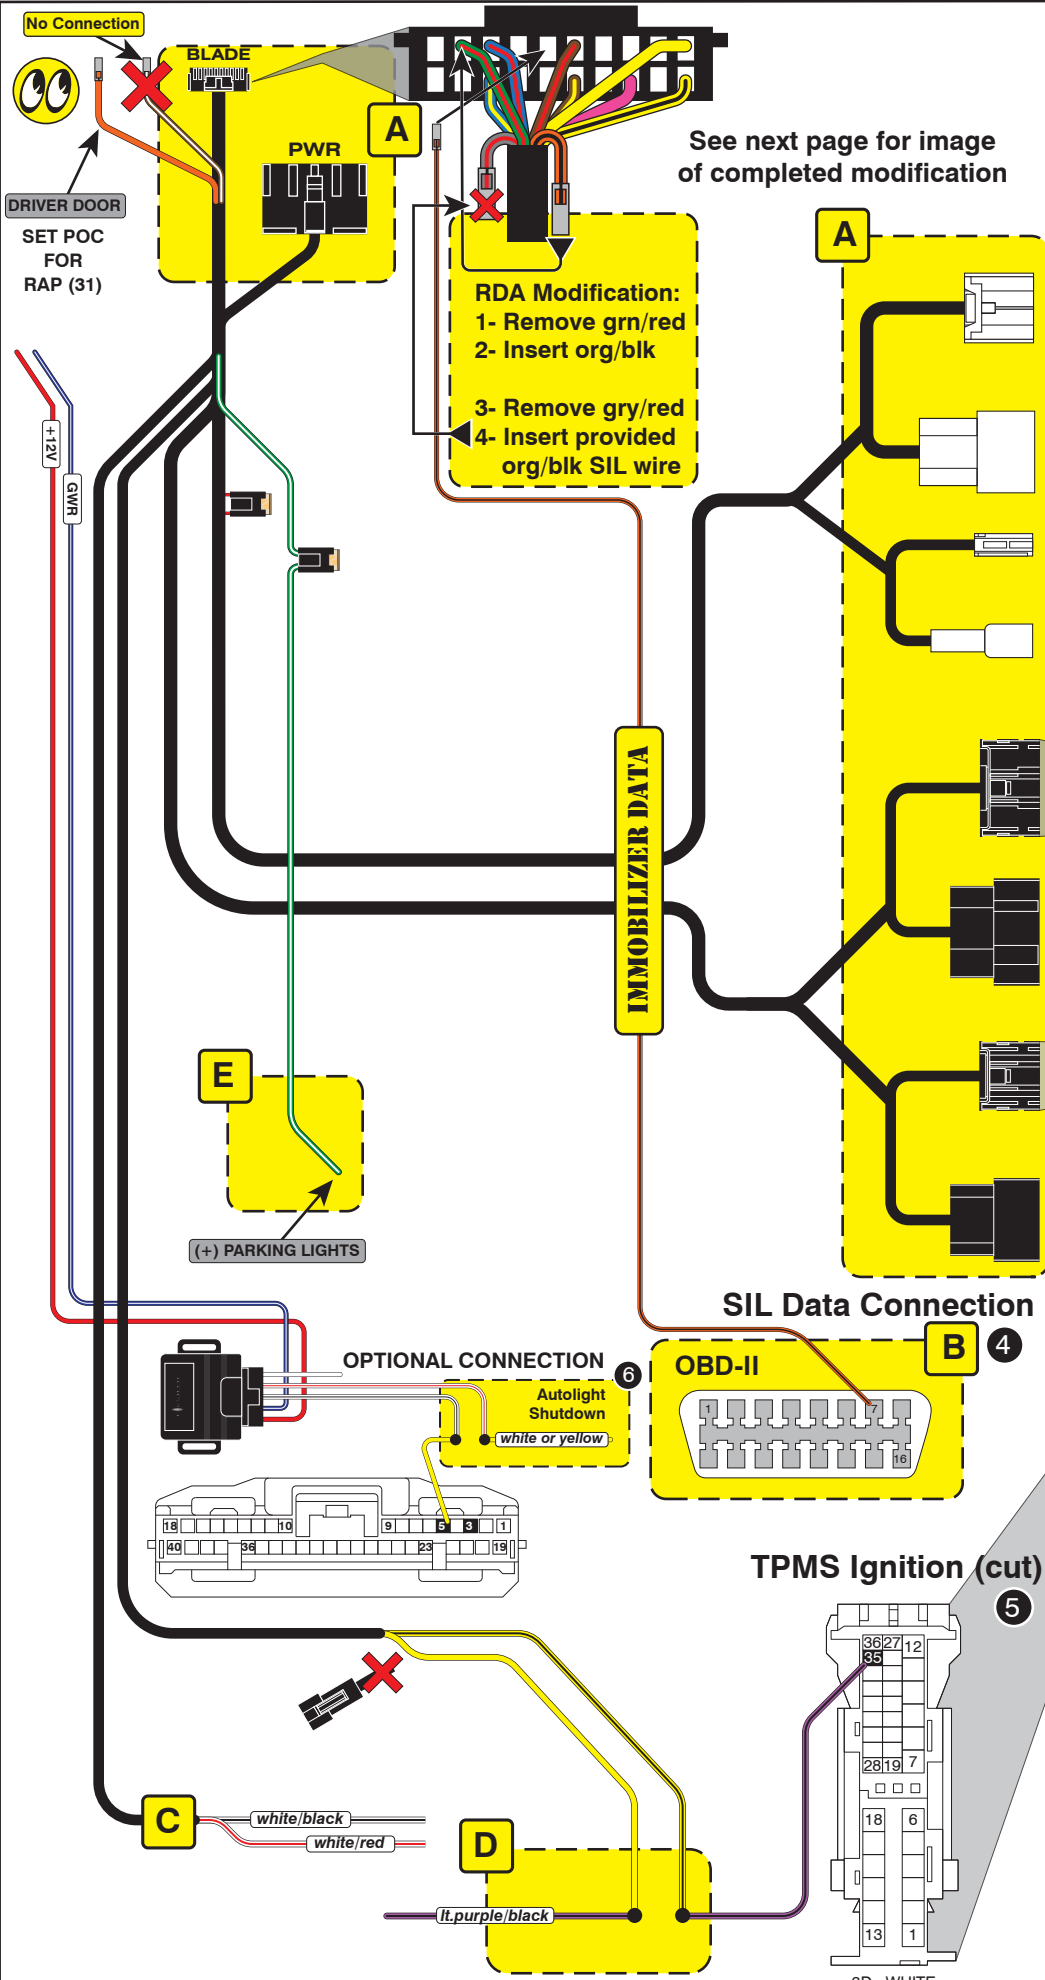 No Connection
BLADE
A
PWR
See next page for image
of completed modification
DRIVER DOOR
SET POC
FOR
RAP (31)
A
RDA Modification:
1- Remove grn/red
2- Insert org/blk
3- Remove gry/red
4- Insert provided
org/blk SIL wire
+12V
GWR
IMMOBILIZER DATA
E
(+) PARKING LIGHTS
SIL Data Connection
B
4
OPTIONAL CONNECTION
6
OBD-II
Autolight
Shutdown
white or yellow
1
7
16
18
10
9
5
3
1
40
36
23
19
TPMS Ignition (cut)
5
36
27
12
35
28
19
7
18
6
13
1
C
white/black
white/red
D
lt.purple/black